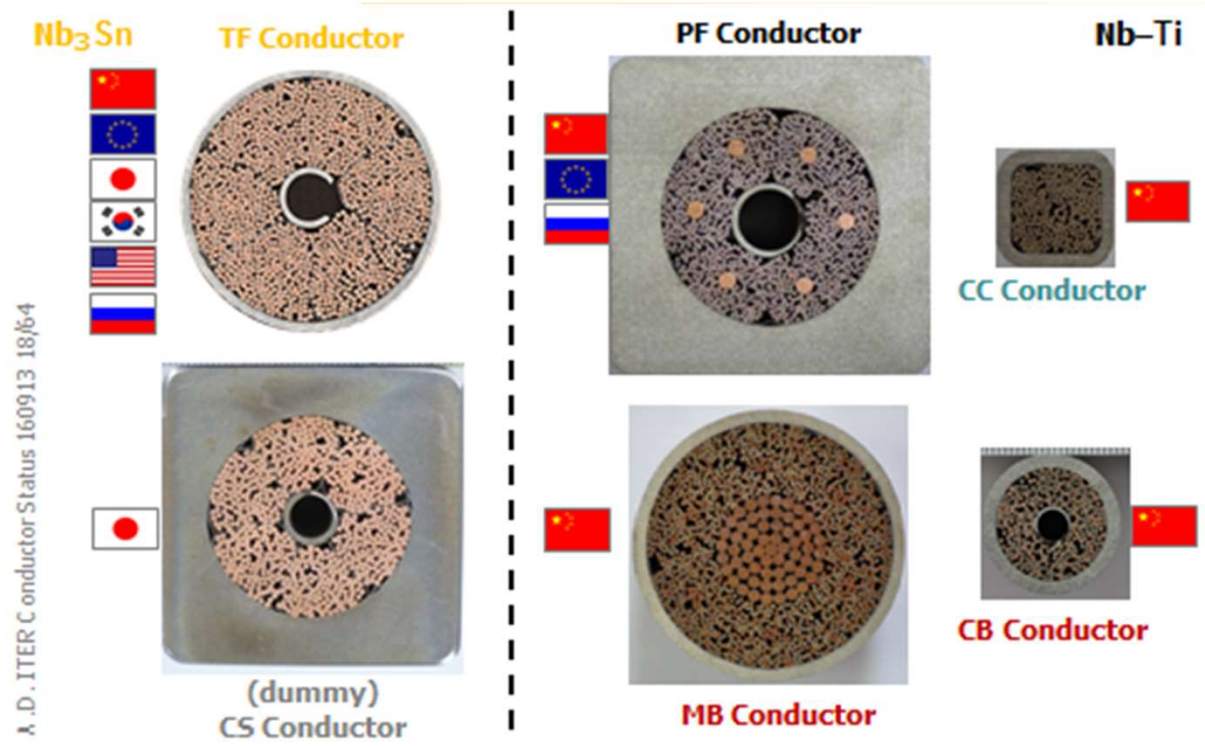 Nb3Sn
TF Conductor
PF Conductor
Nb–Ti
CC Conductor
(dummy)
CS Conductor
MB Conductor
CB Conductor
A.D. ITER Conductor Status 160913 18/64